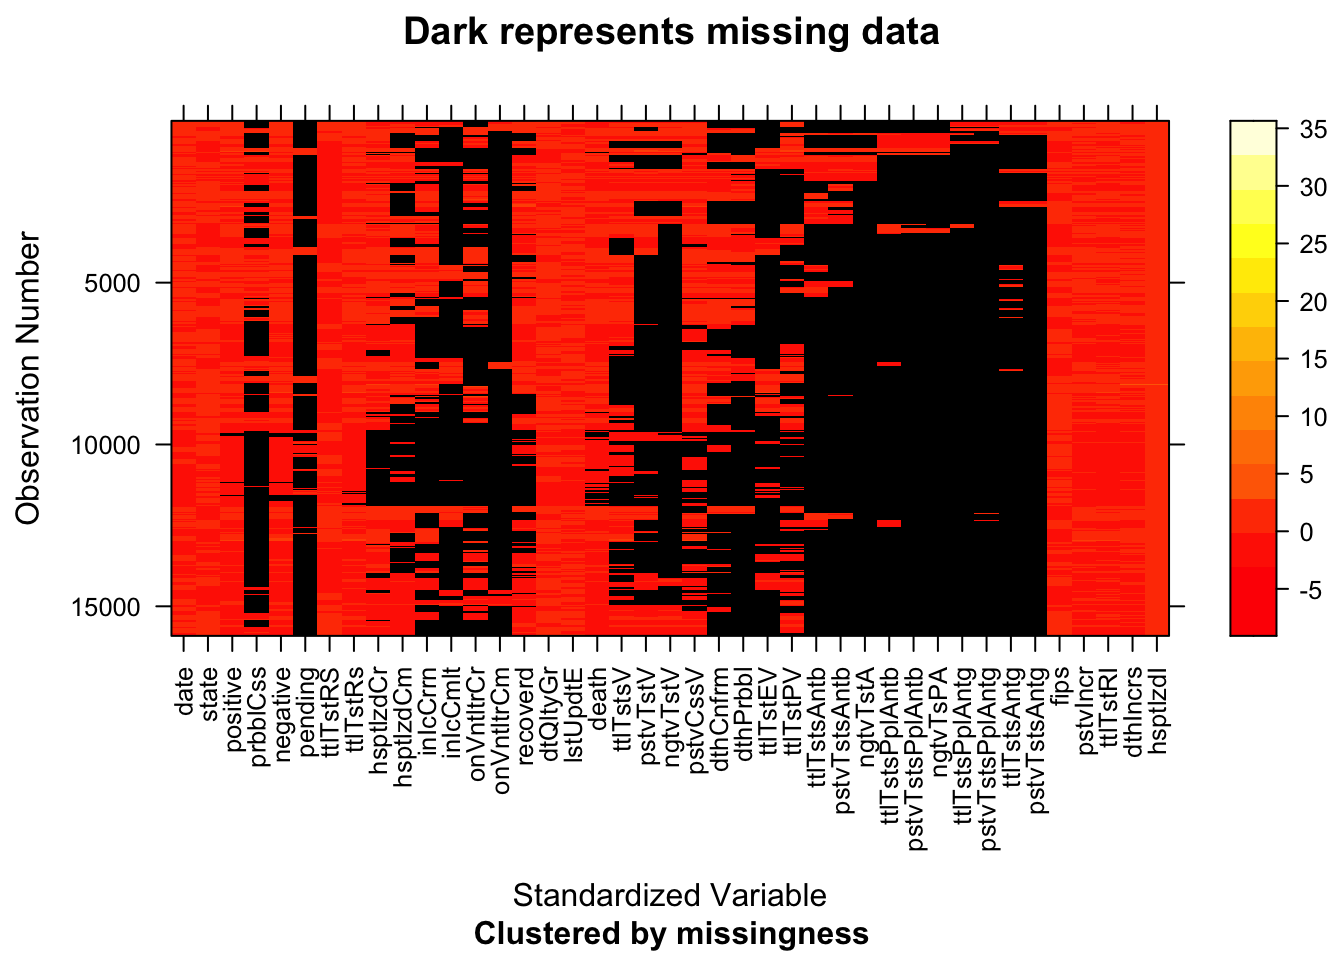 Dark represents missing data
Observation Number
5000
10000
15000
35
30
25
20
15
10
5
0
-5
date
state
positive
prbblCss
negative
pending
ttlTstRS
ttlTstRs
hsptlzdCr
hsptlzdCm
inIcCrrn
inIcCmlt
onVntltrCr
onVntltrCm
recoverd
dtQltyGr
lstUpdtE
death
ttlTstsV
pstvTstV
ngtvTstV
pstvCssV
dthCnfrm
dthPrbbl
ttlTstEV
ttlTstPV
ttlTstsAntb
pstvTstsAntb
ngtvTstA
ttlTstsPplAntb
pstvTstsPplAntb
ngtvTsPA
ttlTstsPplAntg
pstvTstsPplAntg
ttlTstsAntg
pstvTstsAntg
fips
pstvIncr
ttlTstRI
dthIncrs
hsptlzdI
Standardized Variable
Clustered by missingness